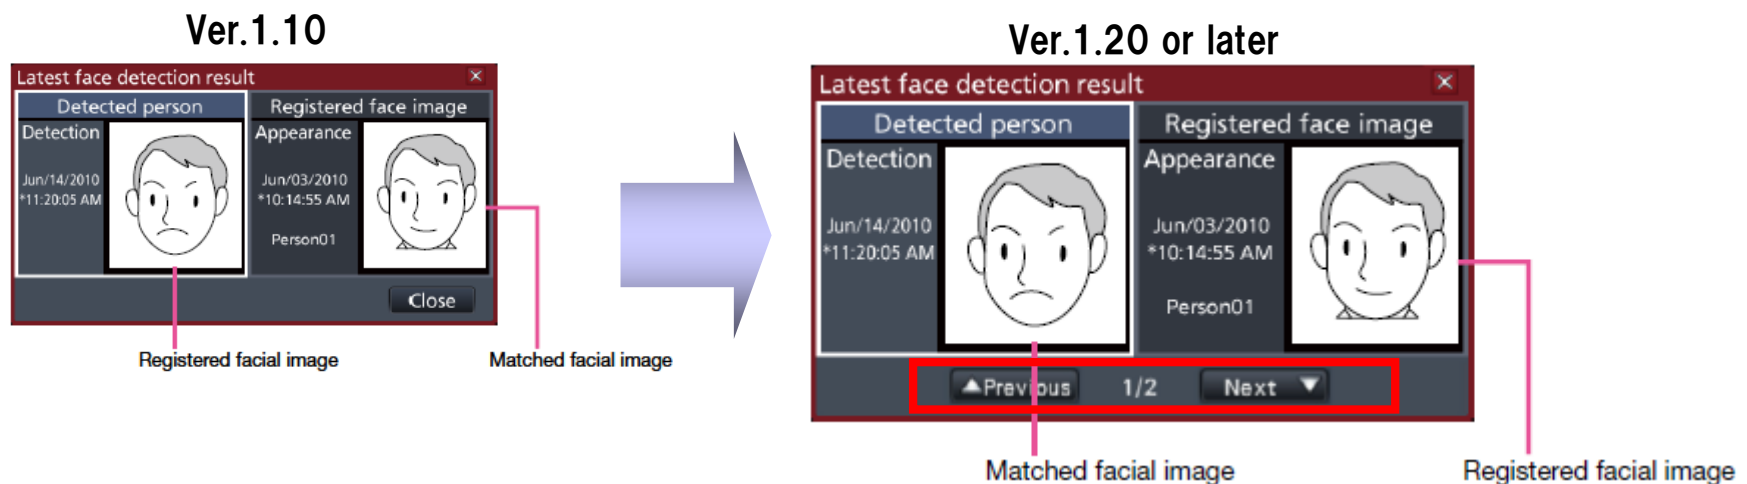 Ver.1.10
Latest face detection result
Detected person
Registered face image
Detection
Jun/14/2010
*11:20:05 AM
Appearance
Jun/03/2010
*10:14:55 AM
Person01
Close
Registered facial image
Matched facial image
Ver.1.20 or later
Latest face detection result
Detected person
Registered face image
Detection
Jun/14/2010
*11:20:05 AM
Appearance
Jun/03/2010
*10:14:55 AM
Person01
▲Previous
1/2
Next ▼
Matched facial image
Registered facial image